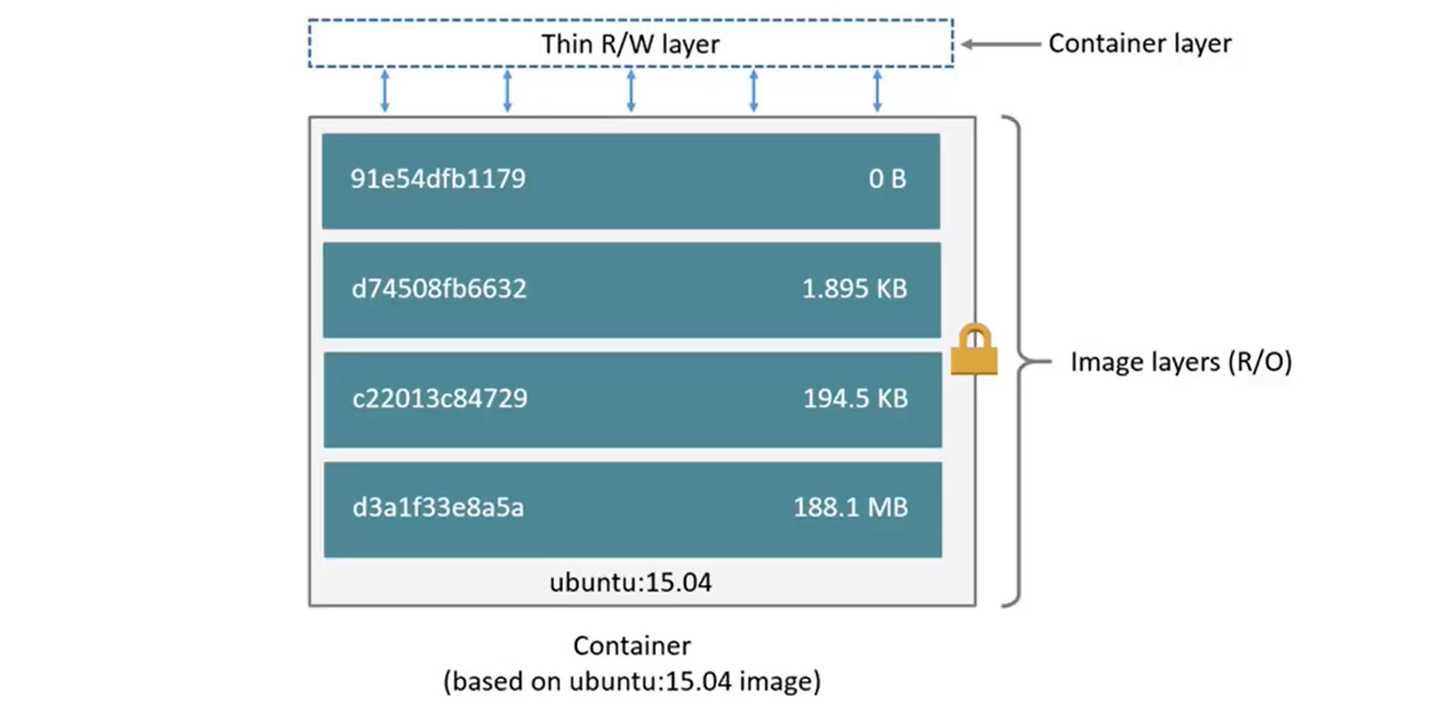 Thin R/W layer
Container layer
91e54dfb1179 0 B
d74508fb6632 1.895 KB
c22013c84729 194.5 KB
Image layers (R/O)
d3a1f33e8a5a 188.1 MB
ubuntu:15.04
Container
(based on ubuntu:15.04 image)